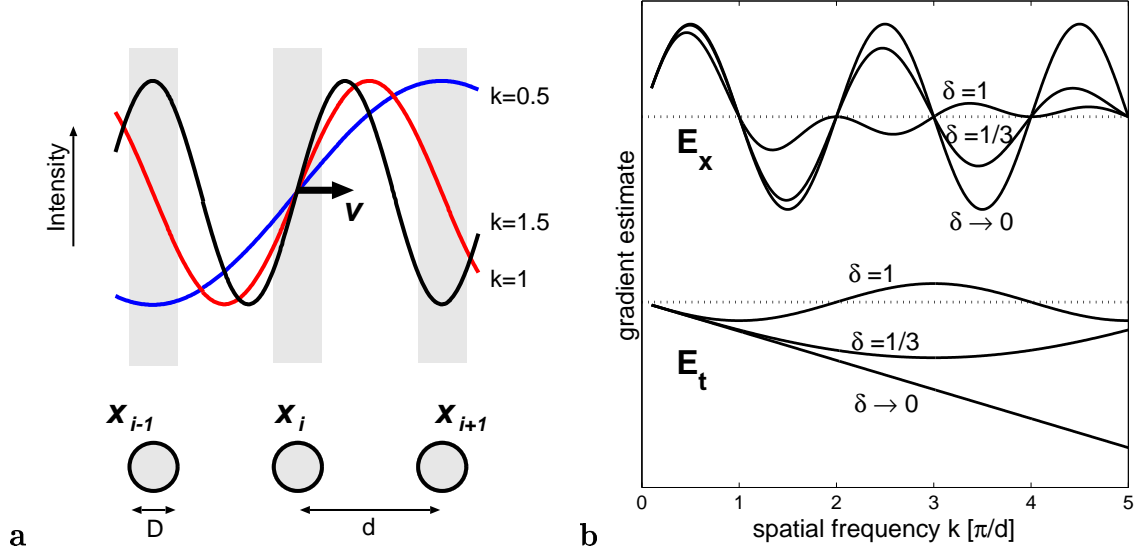 Intensity
k=0.5
k=1.5
k=1
v
x i-1
x i
x i+1
D
d
a
gradient estimate
δ = 1
E x
δ = 1/3
δ → 0
δ = 1
δ = 1/3
E t
δ → 0
0 1 2 3 4 5
spatial frequency k [π/d]
b